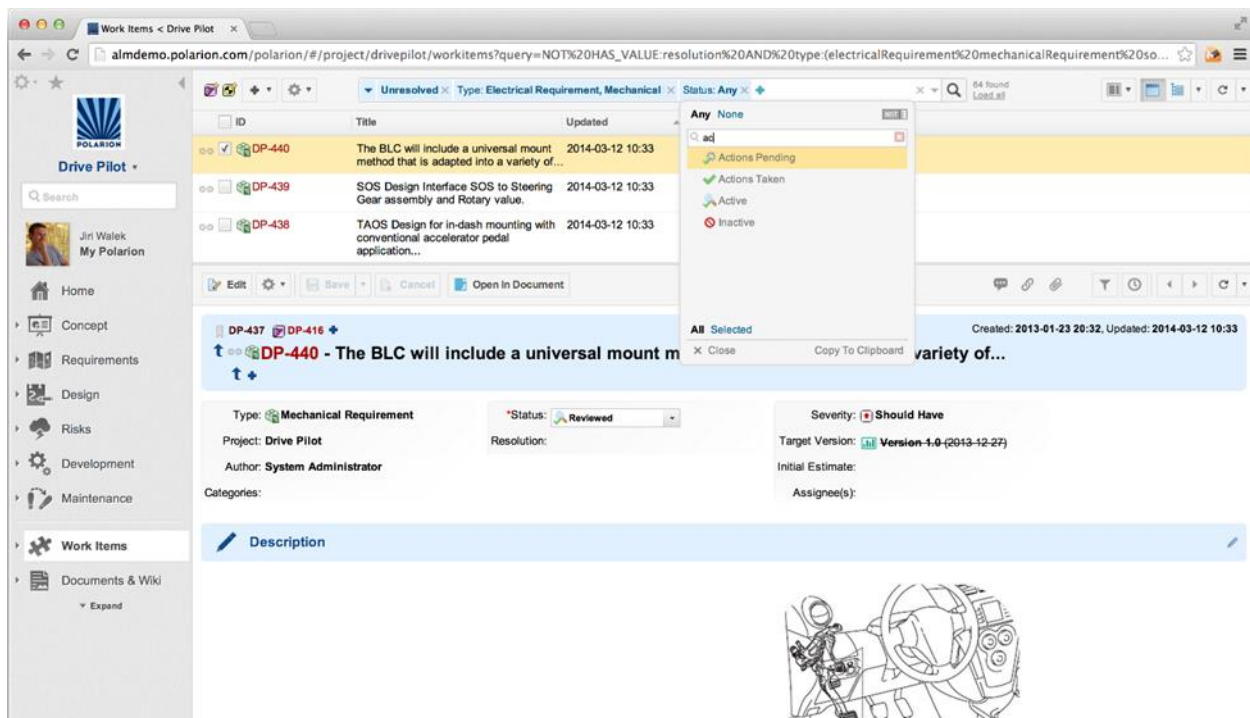 Work Items < Drive Pilot ×
almdemo.polarion.com/polarion/#/project/drivepilot/workitems?query=NOT%20HAS_VALUE:resolution%20AND%20type:(electricalRequirement%20mechanicalRequirement%20so...
POLARION
Drive Pilot
Search
Jiri Walek
My Polarion
Home
Concept
Requirements
Design
Risks
Development
Maintenance
Work Items
Documents & Wiki
Expand
Unresolved × Type: Electrical Requirement, Mechanical × Status: Any ×
64 found
Load all
ID Title Updated
DP-440 The BLC will include a universal mount 2014-03-12 10:33
method that is adapted into a variety of...
DP-439 SOS Design Interface SOS to Steering 2014-03-12 10:33
Gear assembly and Rotary value.
DP-438 TAOS Design for in-dash mounting with 2014-03-12 10:33
conventional accelerator pedal
application...
Any None
NOT
ac
Actions Pending
Actions Taken
Active
Inactive
All Selected
× Close Copy To Clipboard
Edit Save Cancel Open In Document
DP-437 DP-416
Created: 2013-01-23 20:32, Updated: 2014-03-12 10:33
DP-440 - The BLC will include a universal mount m variety of...
Type: Mechanical Requirement *Status: Reviewed Severity: Should Have
Project: Drive Pilot Resolution: Target Version: Version 1.0 (2013-12-27)
Author: System Administrator Initial Estimate:
Categories: Assignee(s):
Description